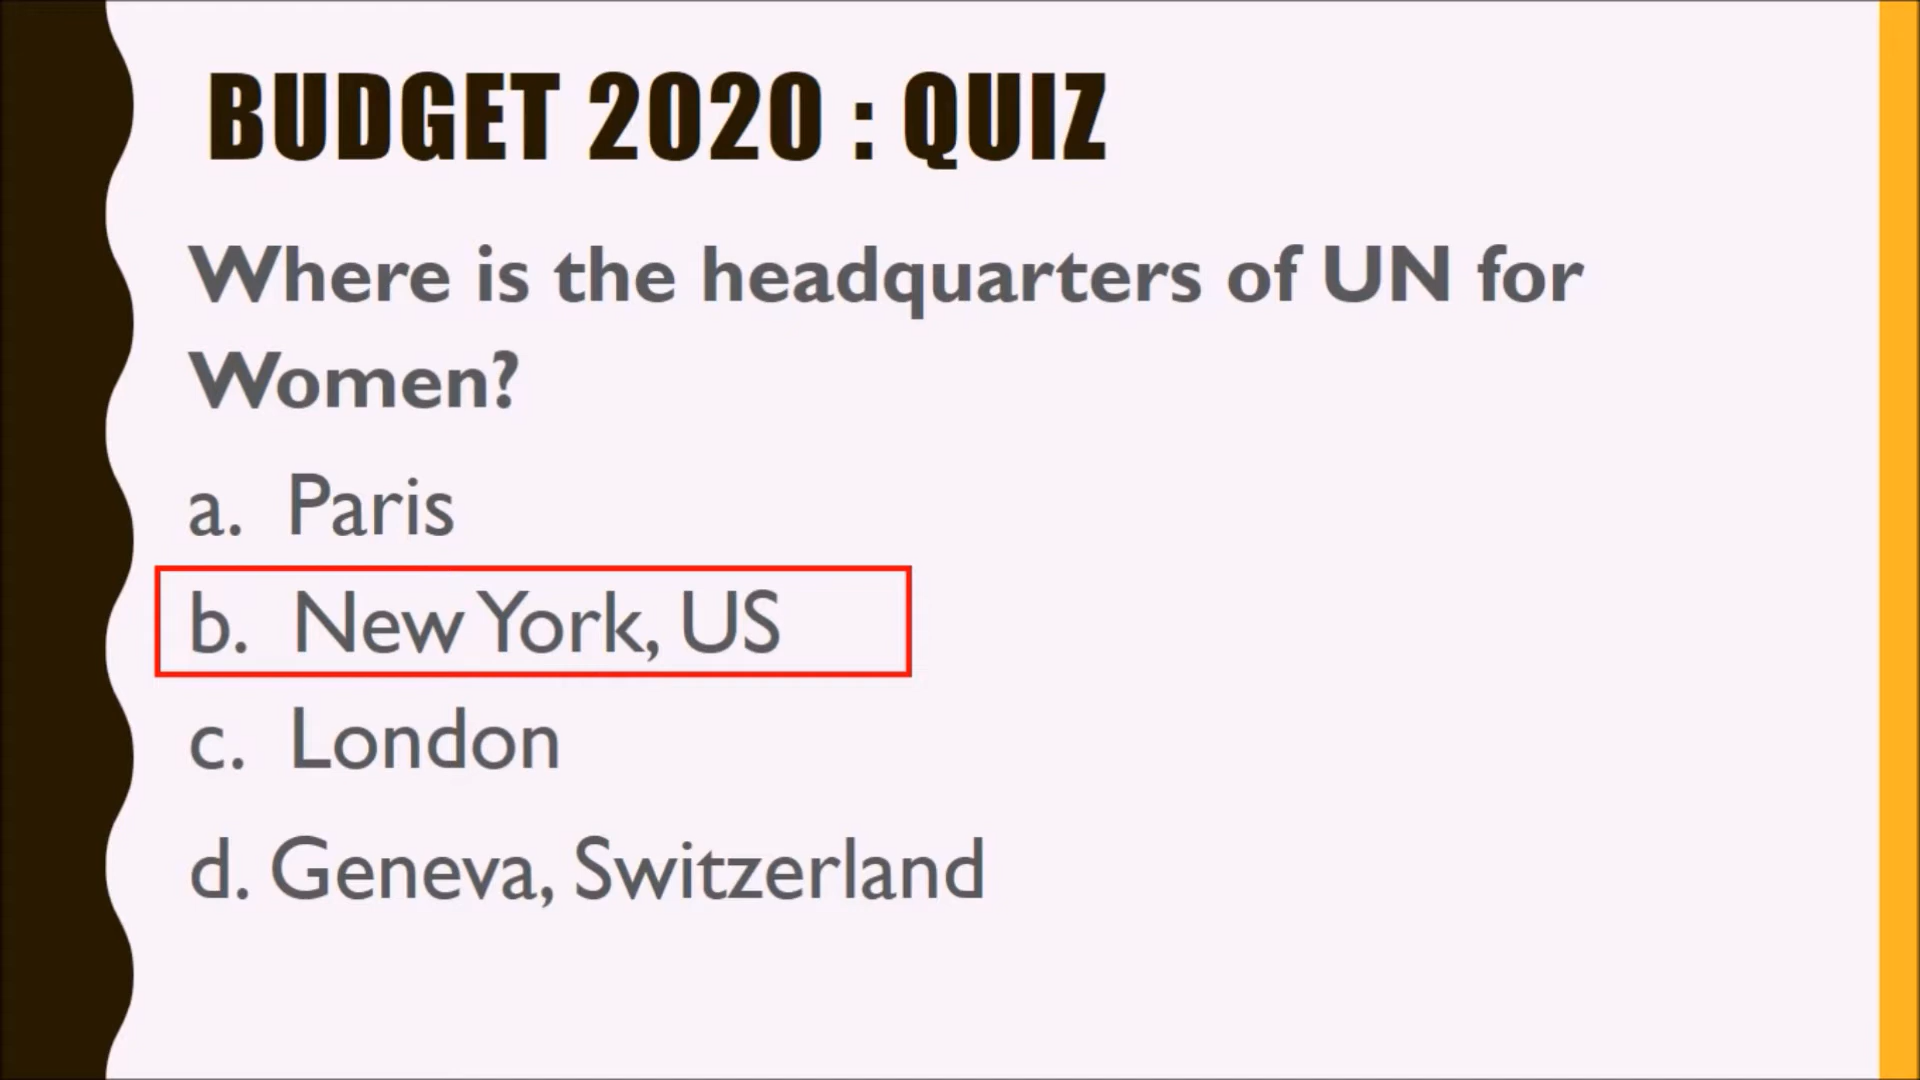 BUDGET 2020 : QUIZ
Where is the headquarters of UN for
Women?
a. Paris
b. New York, US
c. London
d. Geneva, Switzerland